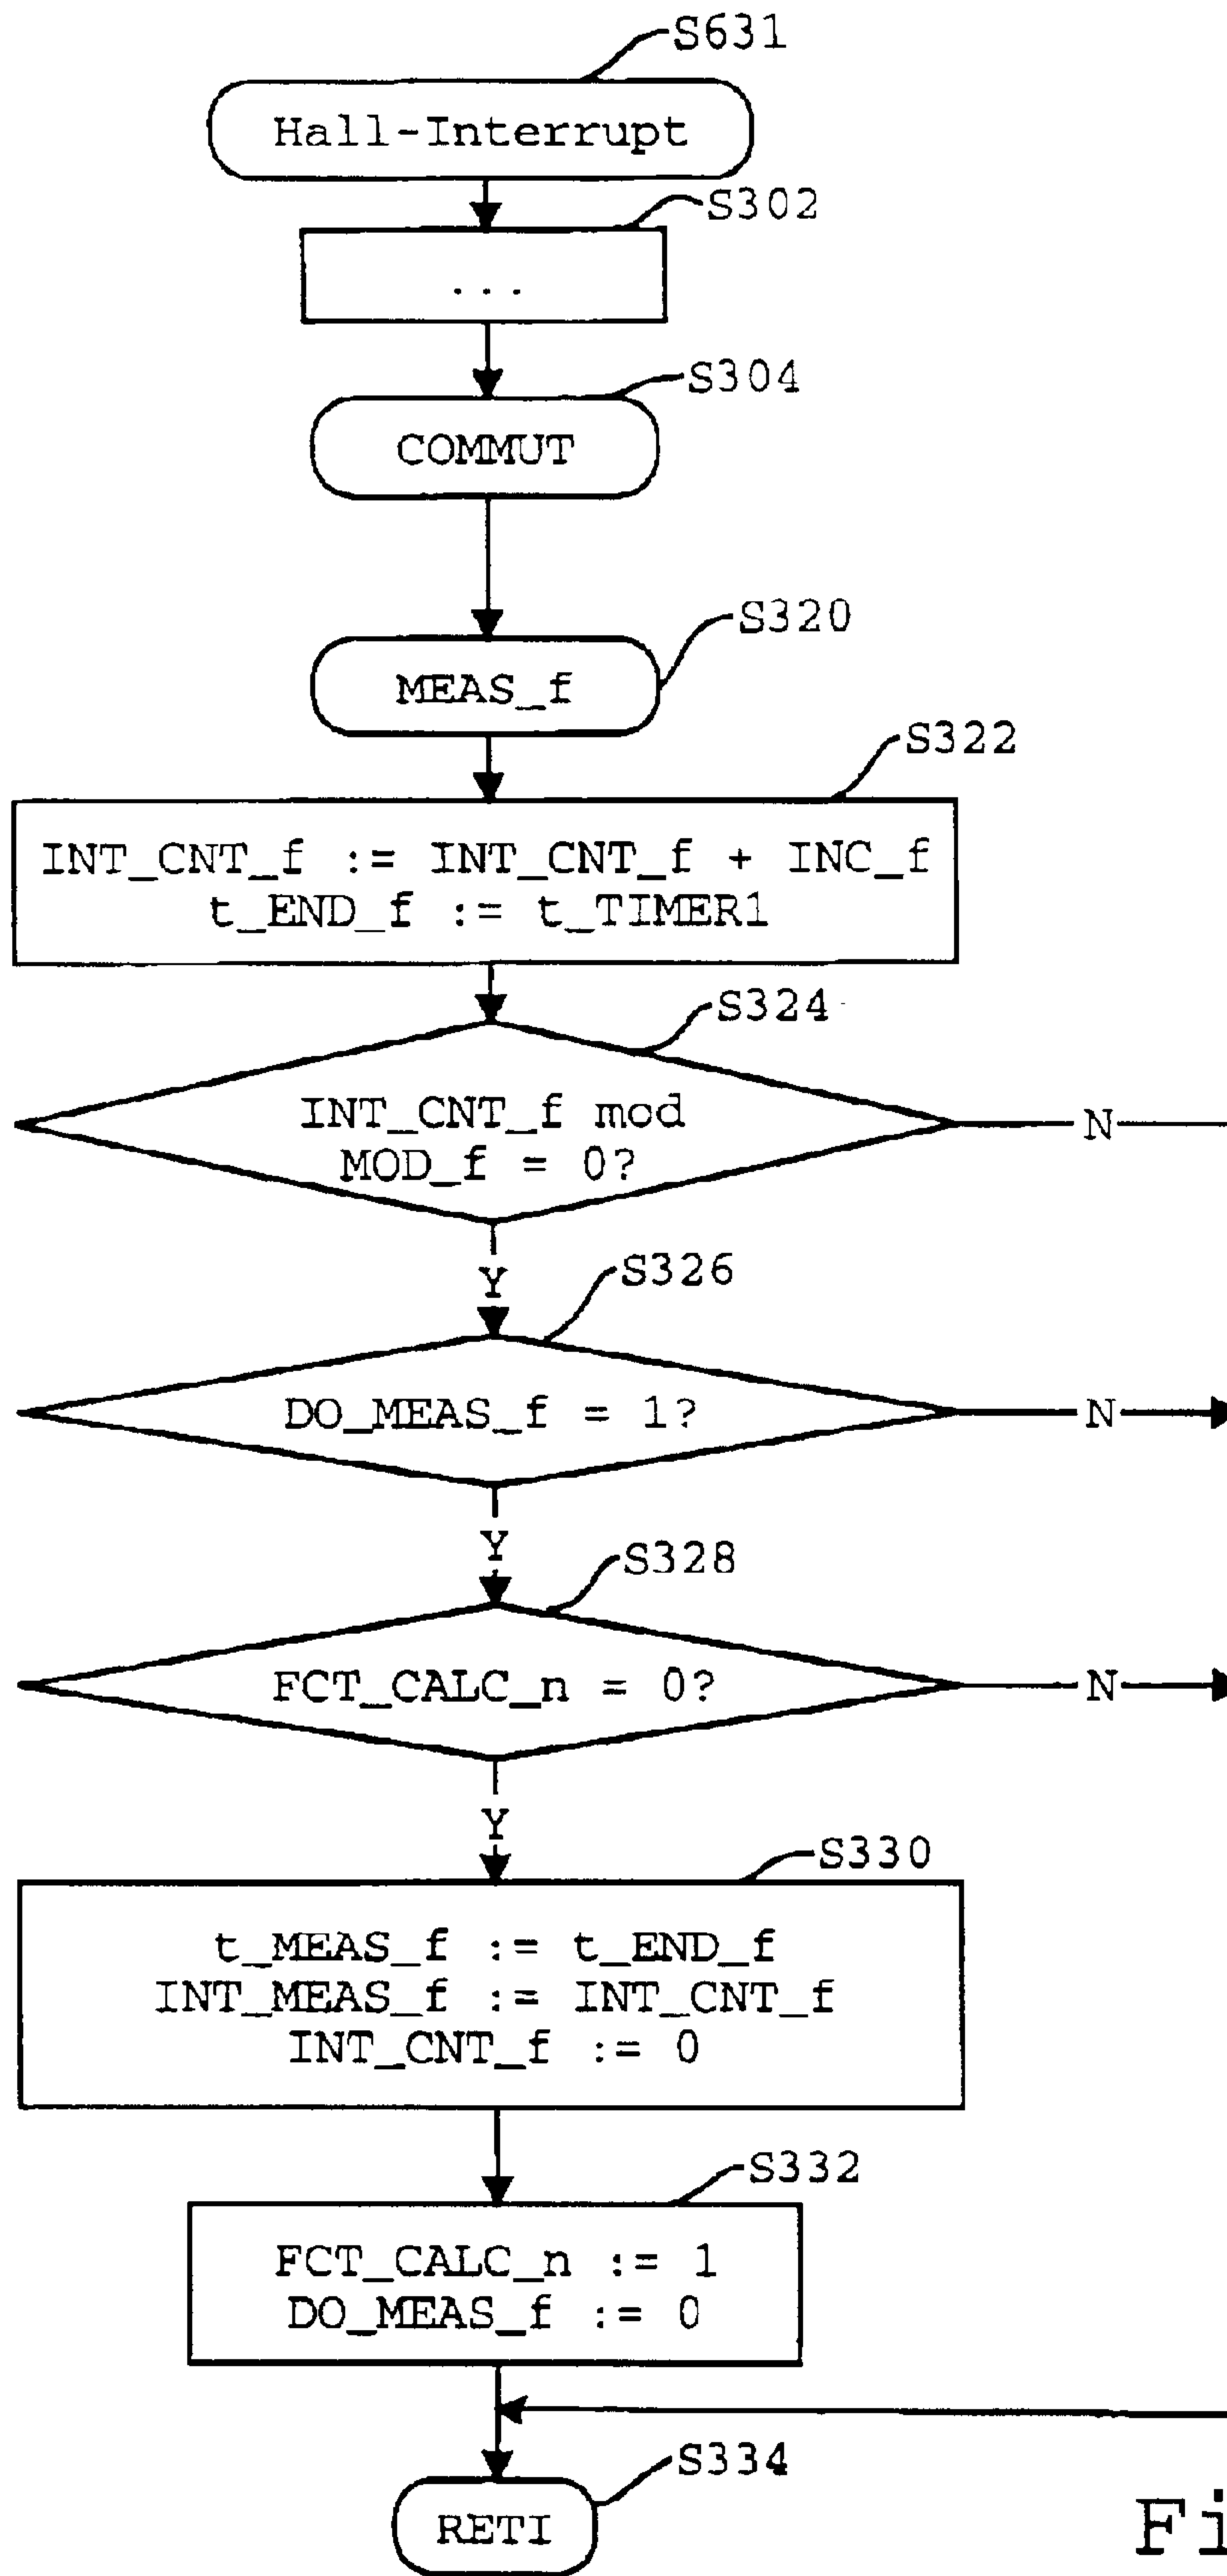 S631
Hall-Interrupt
S302
...
S304
COMMUT
S320
MEAS_f
S322
INT_CNT_f := INT_CNT_f + INC_f
t_END_f := t_TIMER1
S324
INT_CNT_f mod
MOD_f = 0?
N
Y
S326
DO_MEAS_f = 1?
N
Y
S328
FCT_CALC_n = 0?
N
Y
S330
t_MEAS_f := t_END_f
INT_MEAS_f := INT_CNT_f
INT_CNT_f := 0
S332
FCT_CALC_n := 1
DO_MEAS_f := 0
S334
RETI
Fi